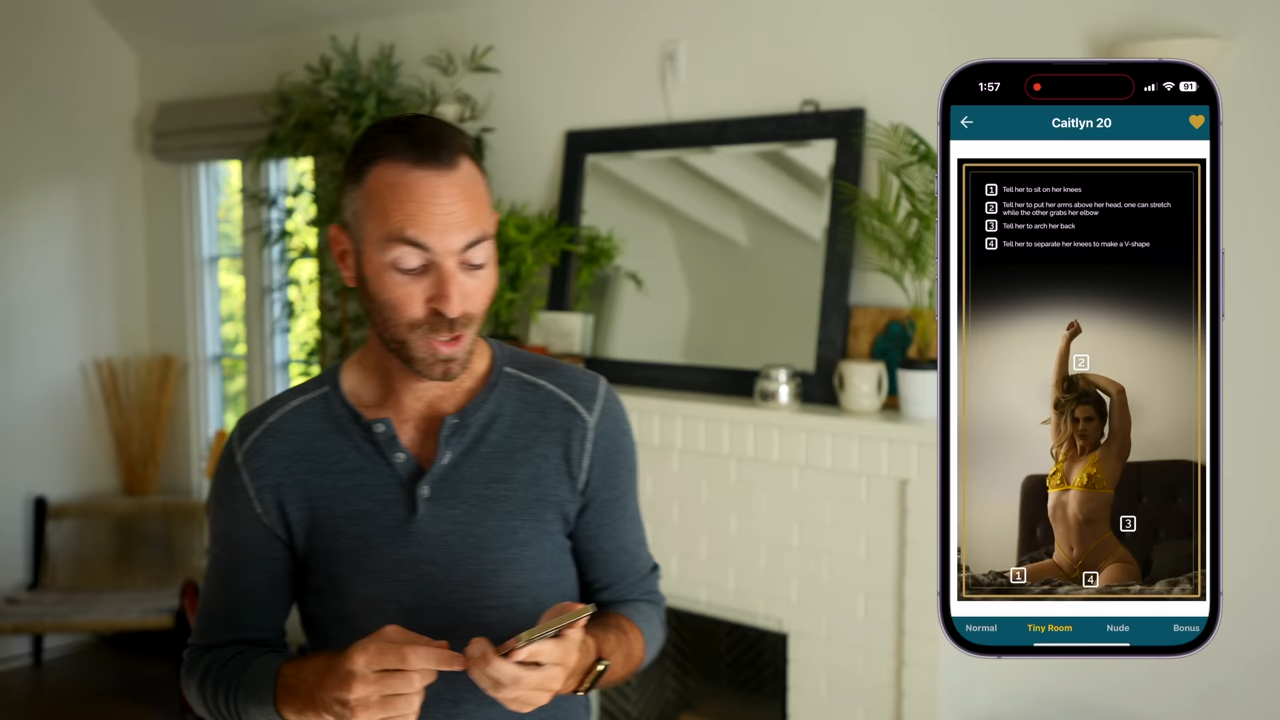 1:57
91
Caitlyn 20
1 Tell her to sit on her knees
2 Tell her to put her arms above her head, one can stretch
while the other grabs her elbow
3 Tell her to arch her back
4 Tell her to separate her knees to make a V-shape
2
3
1
4
Normal Tiny Room Nude Bonus